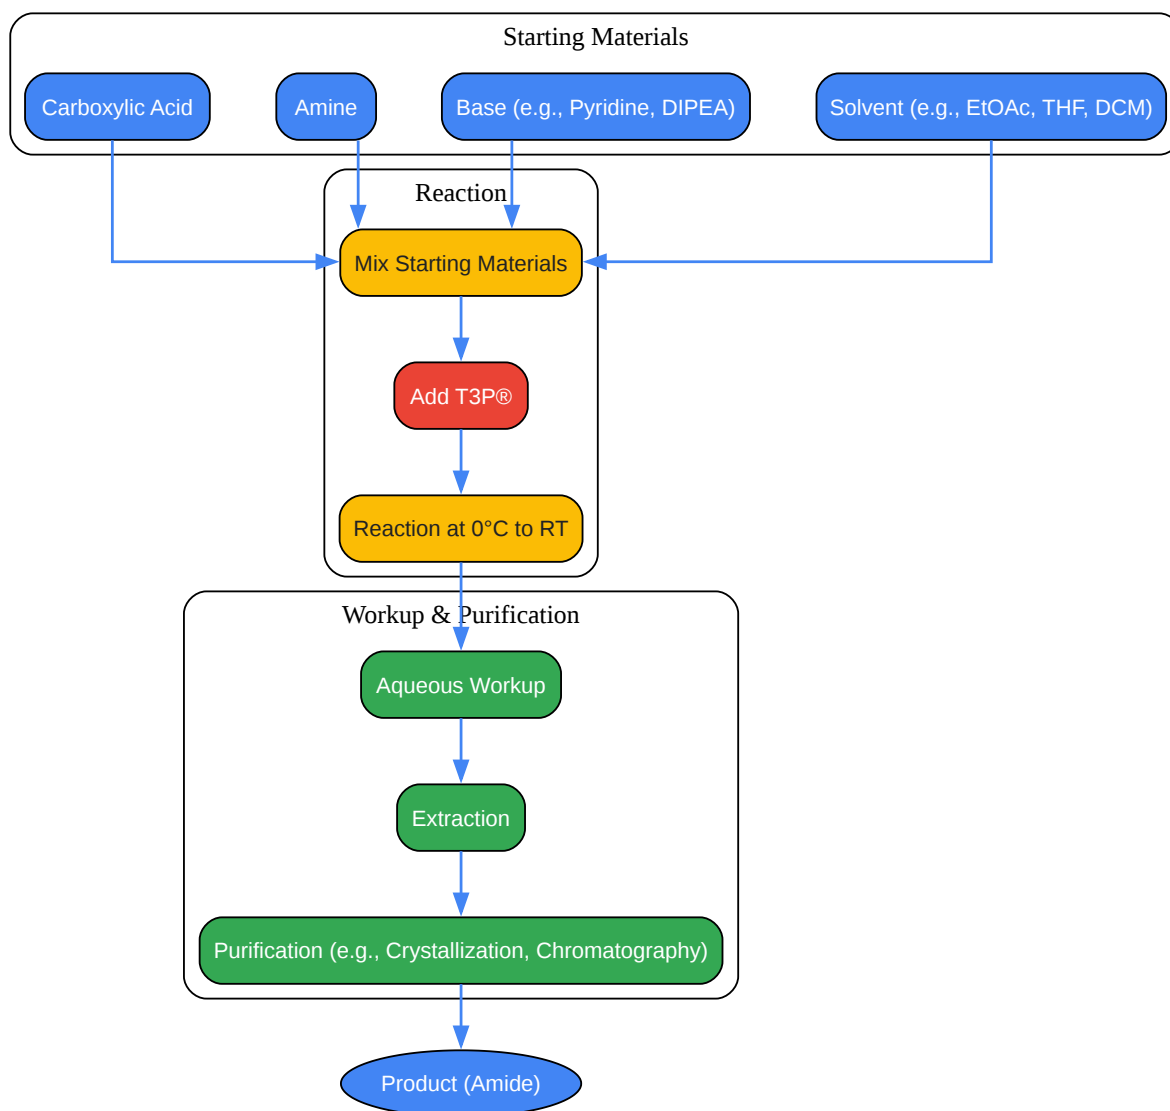 Starting Materials
Carboxylic Acid
Amine
Base (e.g., Pyridine, DIPEA)
Solvent (e.g., EtOAc, THF, DCM)
Reaction
Mix Starting Materials
Add T3P®
Reaction at 0°C to RT
Workup & Purification
Aqueous Workup
Extraction
Purification (e.g., Crystallization, Chromatography)
Product (Amide)